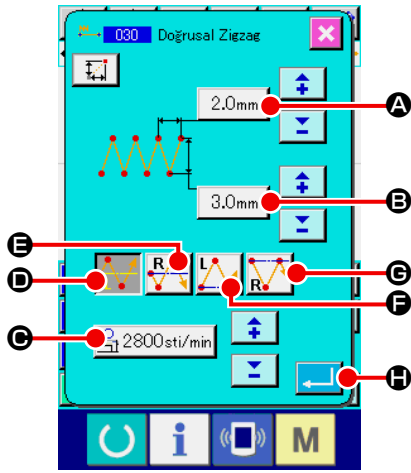 030 Doğrusal Zigzag
2.0mm
A
3.0mm
B
E
R
L
R
G
D
F
C
2800sti/min
H
i
M